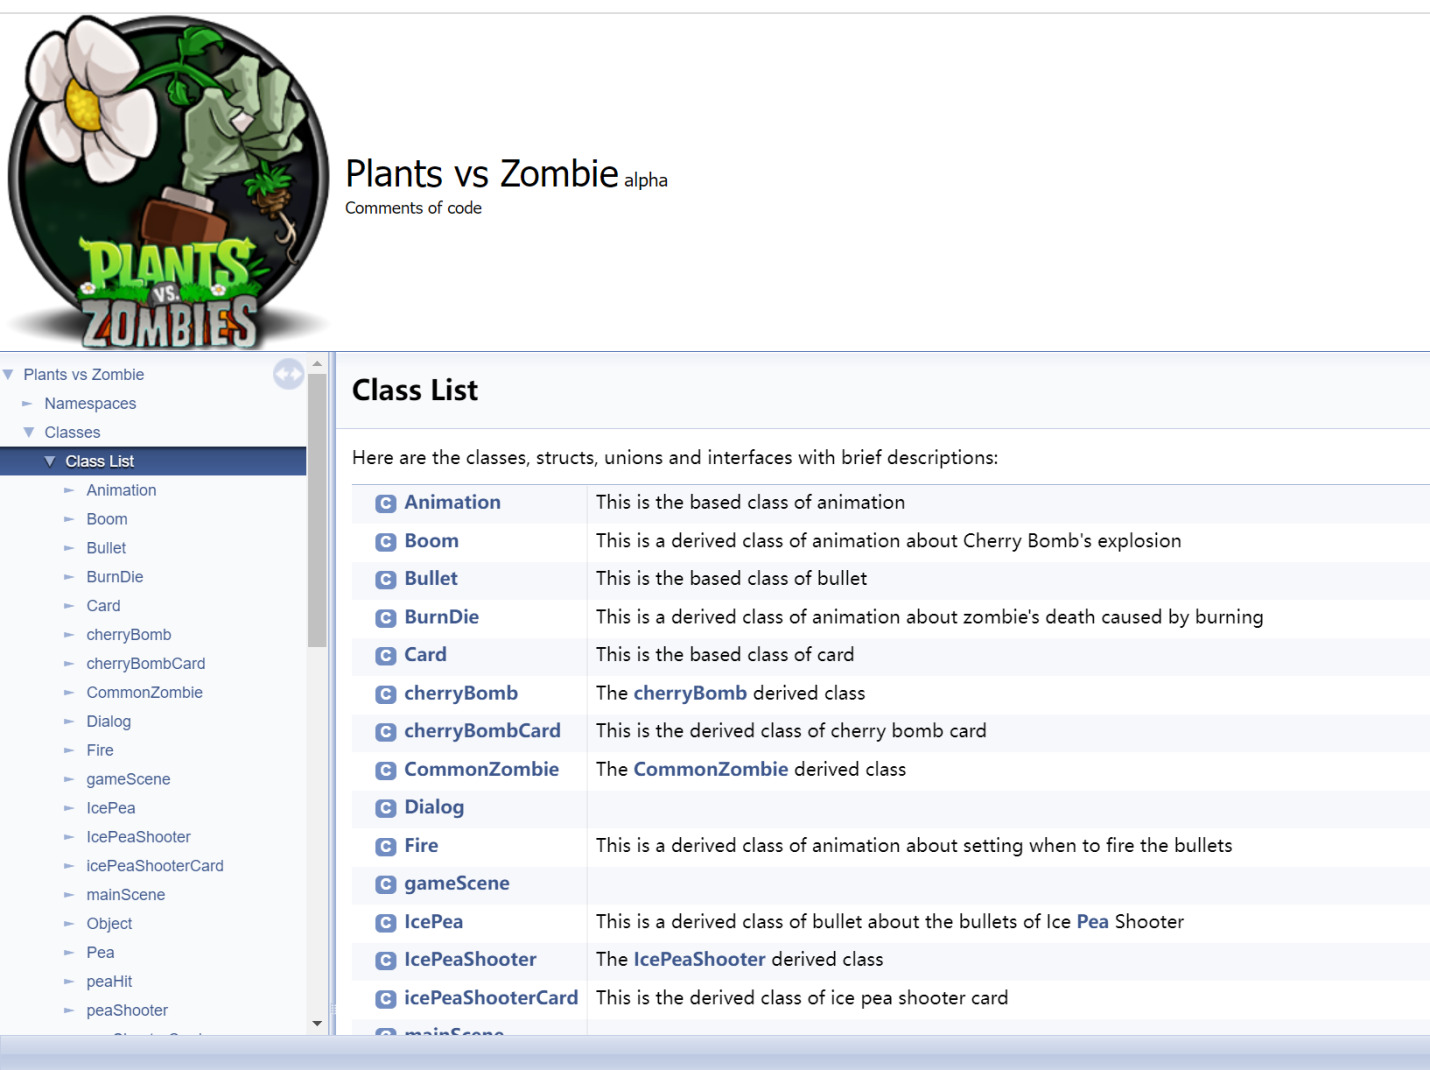 PLANTS
VS.
ZOMBIES
Plants vs Zombie alpha
Comments of code
Plants vs Zombie
Namespaces
Classes
Class List
Animation
Boom
Bullet
BurnDie
Card
cherryBomb
cherryBombCard
CommonZombie
Dialog
Fire
gameScene
IcePea
IcePeaShooter
icePeaShooterCard
mainScene
Object
Pea
peaHit
peaShooter
Class List
Here are the classes, structs, unions and interfaces with brief descriptions:
C Animation This is the based class of animation
C Boom This is a derived class of animation about Cherry Bomb's explosion
C Bullet This is the based class of bullet
C BurnDie This is a derived class of animation about zombie's death caused by burning
C Card This is the based class of card
C cherryBomb The cherryBomb derived class
C cherryBombCard This is the derived class of cherry bomb card
C CommonZombie The CommonZombie derived class
C Dialog
C Fire This is a derived class of animation about setting when to fire the bullets
C gameScene
C IcePea This is a derived class of bullet about the bullets of Ice Pea Shooter
C IcePeaShooter The IcePeaShooter derived class
C icePeaShooterCard This is the derived class of ice pea shooter card
C mainScene